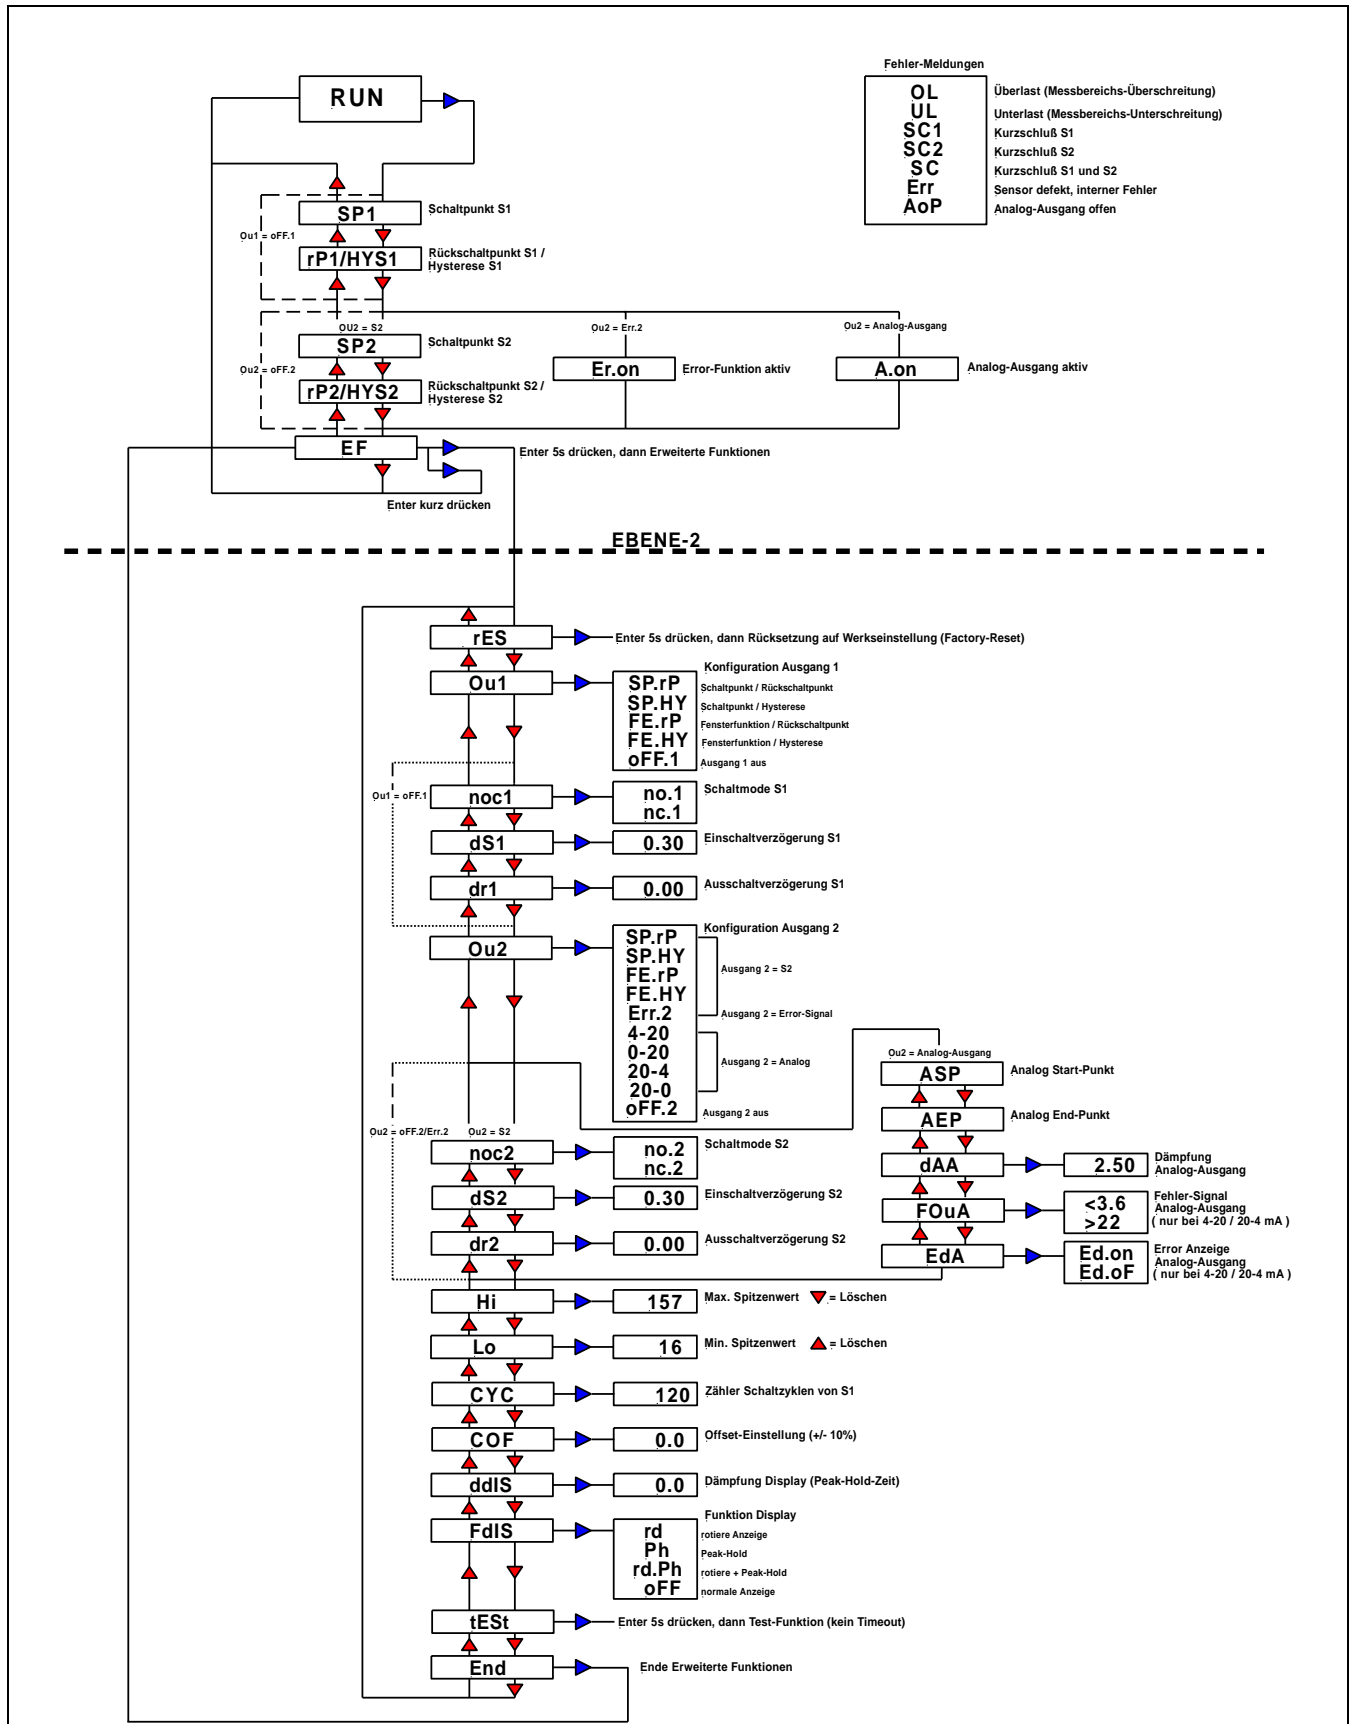 Fehler-Meldungen
RUN
OL Überlast (Messbereichs-Überschreitung)
UL Unterlast (Messbereichs-Unterschreitung)
SC1 Kurzschluß S1
SC2 Kurzschluß S2
SC Kurzschluß S1 und S2
Err Sensor defekt, interner Fehler
AoP Analog-Ausgang offen
SP1 Schaltpunkt S1
Ou1 = oFF.1
rP1/HYS1 Rückschaltpunkt S1 /
Hysterese S1
OU2 = S2
Ou2 = Err.2
Ou2 = Analog-Ausgang
SP2 Schaltpunkt S2
Ou2 = oFF.2
Er.on Error-Funktion aktiv
A.on Analog-Ausgang aktiv
rP2/HYS2 Rückschaltpunkt S2 /
Hysterese S2
EF
Enter 5s drücken, dann Erweiterte Funktionen
Enter kurz drücken
EBENE-2
rES Enter 5s drücken, dann Rücksetzung auf Werkseinstellung (Factory-Reset)
Ou1
Konfiguration Ausgang 1
SP.rP Schaltpunkt / Rückschaltpunkt
SP.HY Schaltpunkt / Hysterese
FE.rP Fensterfunktion / Rückschaltpunkt
FE.HY Fensterfunktion / Hysterese
oFF.1 Ausgang 1 aus
Ou1 = oFF.1
noc1 no.1 Schaltmode S1
nc.1
dS1 0.30 Einschaltverzögerung S1
dr1 0.00 Ausschaltverzögerung S1
Ou2
Konfiguration Ausgang 2
SP.rP
SP.HY
FE.rP
FE.HY
Ausgang 2 = S2
Err.2 Ausgang 2 = Error-Signal
4-20
0-20
20-4
20-0
Ausgang 2 = Analog
oFF.2 Ausgang 2 aus
Ou2 = Analog-Ausgang
ASP Analog Start-Punkt
AEP Analog End-Punkt
dAA 2.50 Dämpfung
Analog-Ausgang
FOuA <3.6
>22
Fehler-Signal
Analog-Ausgang
( nur bei 4-20 / 20-4 mA )
EdA Ed.on
Ed.oF
Error Anzeige
Analog-Ausgang
( nur bei 4-20 / 20-4 mA )
Ou2 = oFF.2/Err.2
Ou2 = S2
noc2 no.2 Schaltmode S2
nc.2
dS2 0.30 Einschaltverzögerung S2
dr2 0.00 Ausschaltverzögerung S2
Hi 157 Max. Spitzenwert = Löschen
Lo 16 Min. Spitzenwert = Löschen
CYC 120 Zähler Schaltzyklen von S1
COF 0.0 Offset-Einstellung (+/- 10%)
ddIS 0.0 Dämpfung Display (Peak-Hold-Zeit)
FdIS
Funktion Display
rd rotiere Anzeige
Ph Peak-Hold
rd.Ph rotiere + Peak-Hold
oFF normale Anzeige
tESt Enter 5s drücken, dann Test-Funktion (kein Timeout)
End Ende Erweiterte Funktionen